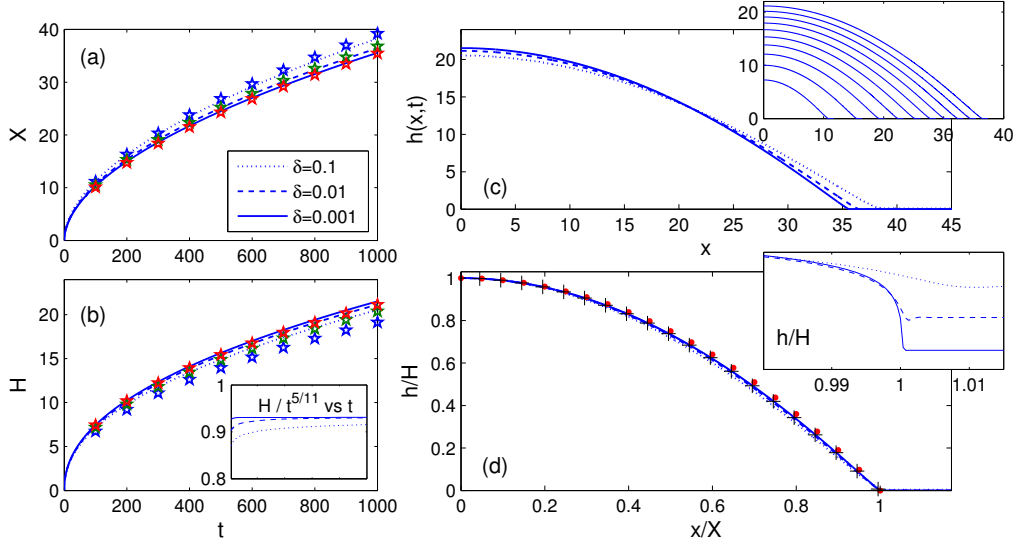 40
30
20
10
0
X
(a)
δ=0.1
δ=0.01
δ=0.001
0 200 400 600 800 1000
25
20
15
10
5
0
H
(b)
H / t^{5/11} vs t
1
0.9
0.8
0 200 400 600 800 1000
t
20
15
10
5
0
h(x,t)
(c)
0 5 10 15 20 25 30 35 40 45
x
20
10
0
0 10 20 30 40
1
0.8
0.6
0.4
0.2
0
h/H
(d)
0 0.2 0.4 0.6 0.8 1
x/X
h/H
0.99 1 1.01